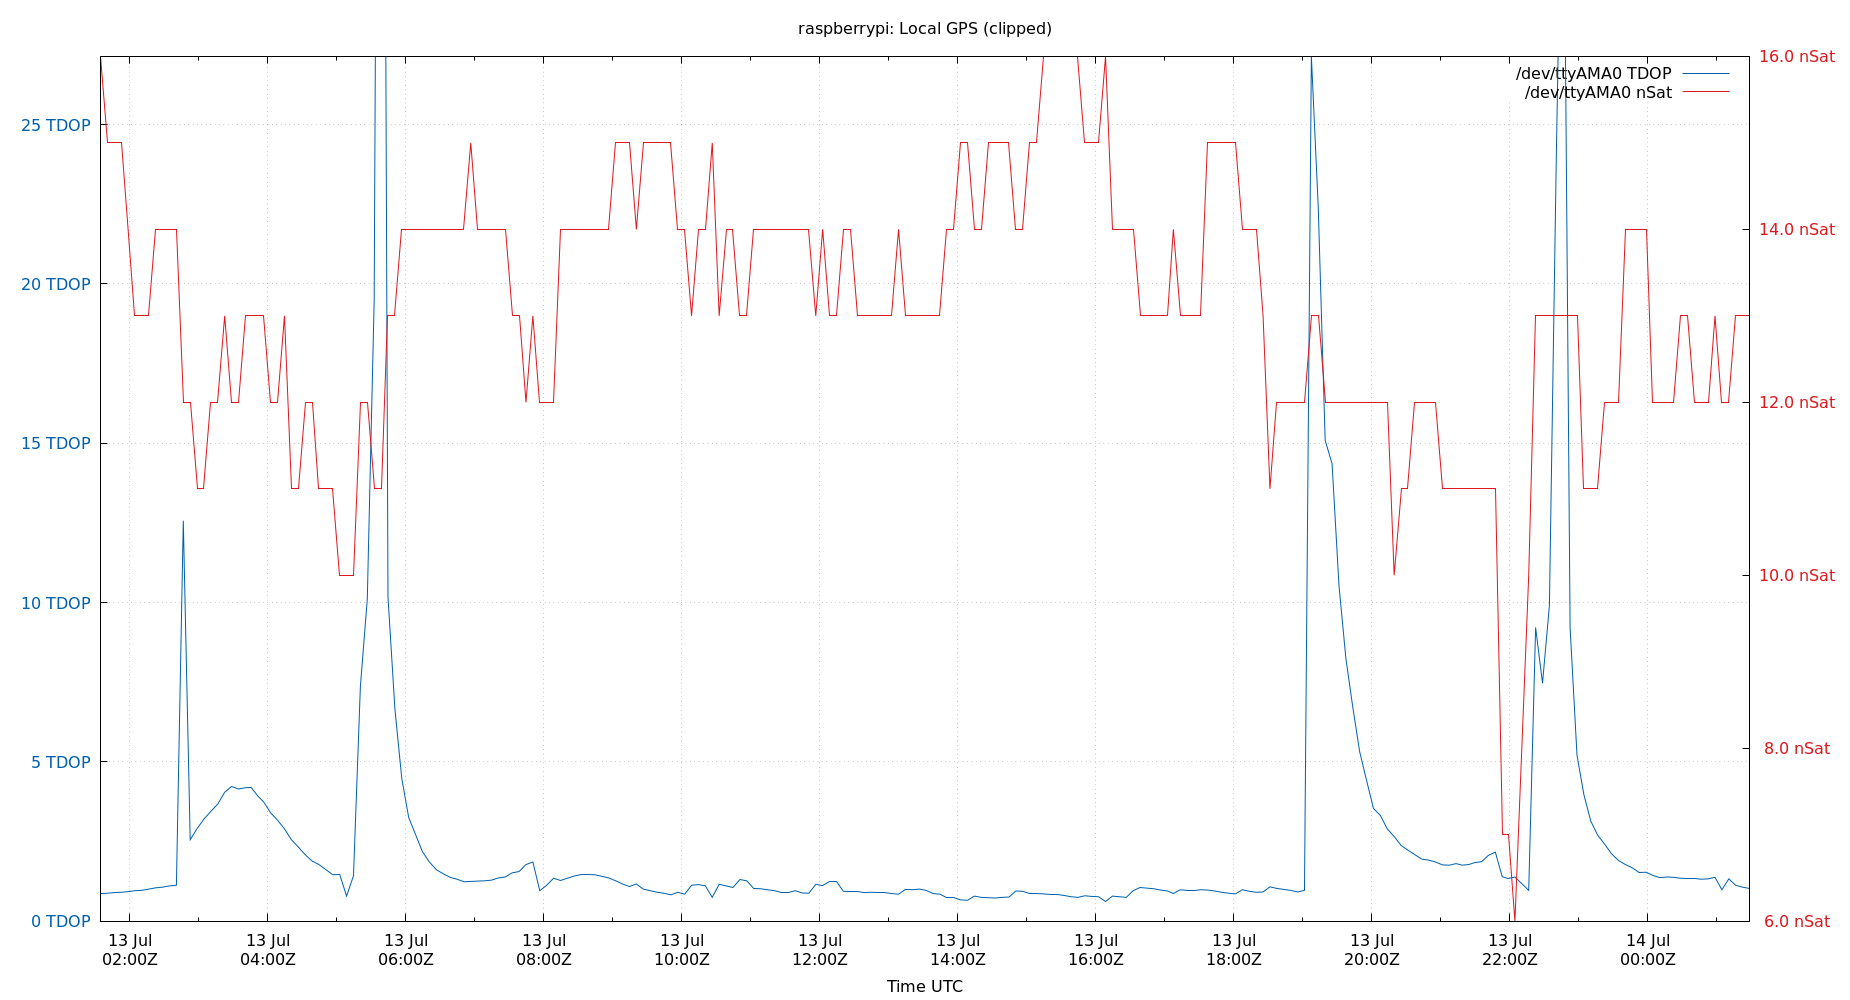 raspberrypi: Local GPS (clipped)
/dev/ttyAMA0 TDOP
/dev/ttyAMA0 nSat
25 TDOP
20 TDOP
15 TDOP
10 TDOP
5 TDOP
0 TDOP
16.0 nSat
14.0 nSat
12.0 nSat
10.0 nSat
8.0 nSat
6.0 nSat
13 Jul
02:00Z
13 Jul
04:00Z
13 Jul
06:00Z
13 Jul
08:00Z
13 Jul
10:00Z
13 Jul
12:00Z
13 Jul
14:00Z
13 Jul
16:00Z
13 Jul
18:00Z
13 Jul
20:00Z
13 Jul
22:00Z
14 Jul
00:00Z
Time UTC